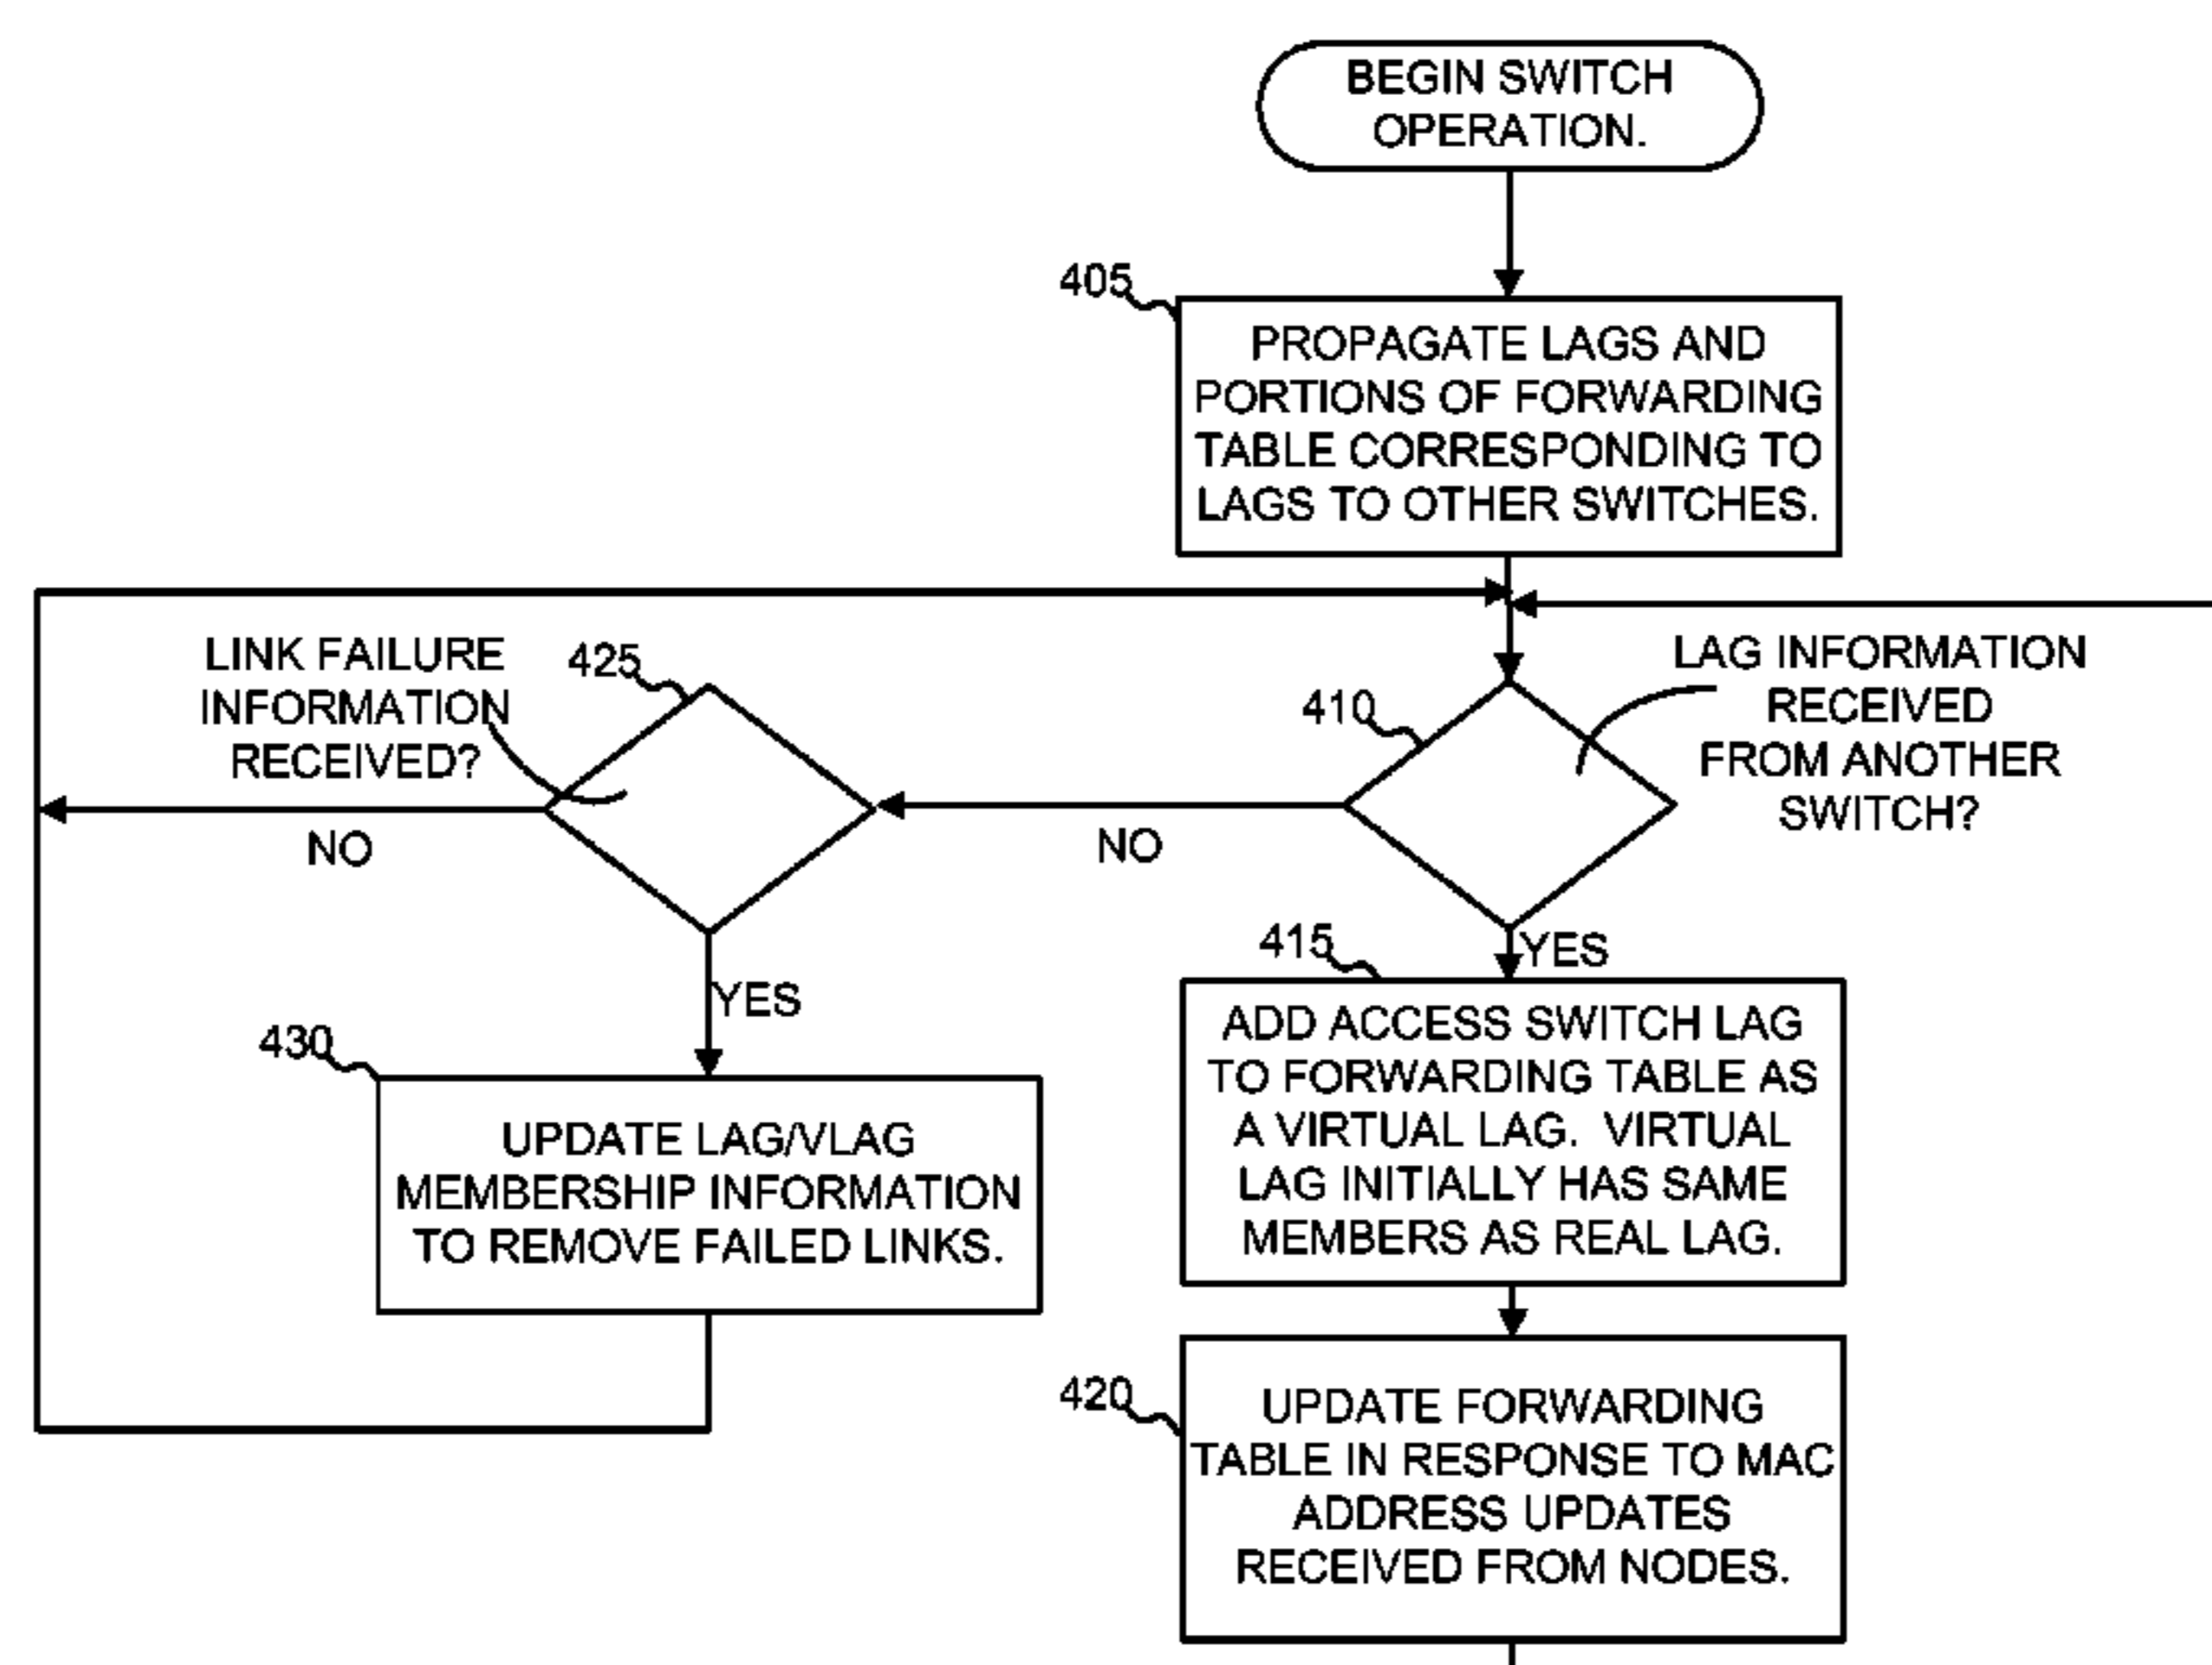 BEGIN SWITCH
OPERATION.
405
PROPAGATE LAGS AND
PORTIONS OF FORWARDING
TABLE CORRESPONDING TO
LAGS TO OTHER SWITCHES.
LINK FAILURE
INFORMATION
RECEIVED?
425
410
LAG INFORMATION
RECEIVED
FROM ANOTHER
SWITCH?
NO
NO
YES
YES
415
ADD ACCESS SWITCH LAG
TO FORWARDING TABLE AS
A VIRTUAL LAG. VIRTUAL
LAG INITIALLY HAS SAME
MEMBERS AS REAL LAG.
430
UPDATE LAG/VLAG
MEMBERSHIP INFORMATION
TO REMOVE FAILED LINKS.
420
UPDATE FORWARDING
TABLE IN RESPONSE TO MAC
ADDRESS UPDATES
RECEIVED FROM NODES.